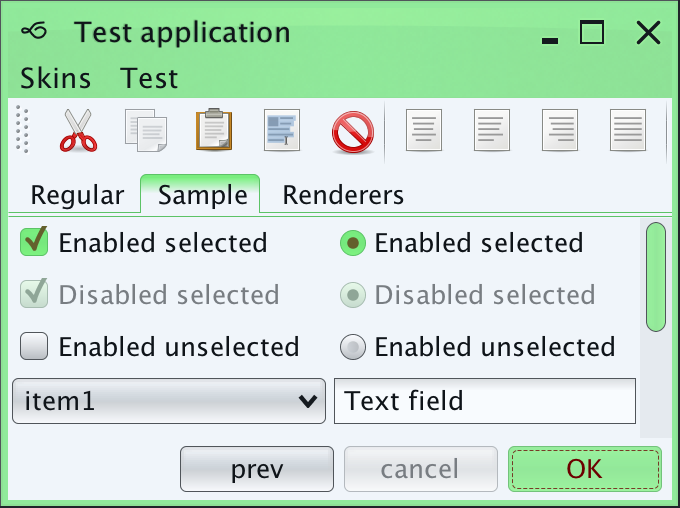 Test application
Skins Test
Regular Sample Renderers
Enabled selected Enabled selected
Disabled selected Disabled selected
Enabled unselected Enabled unselected
item1 Text field
prev cancel OK